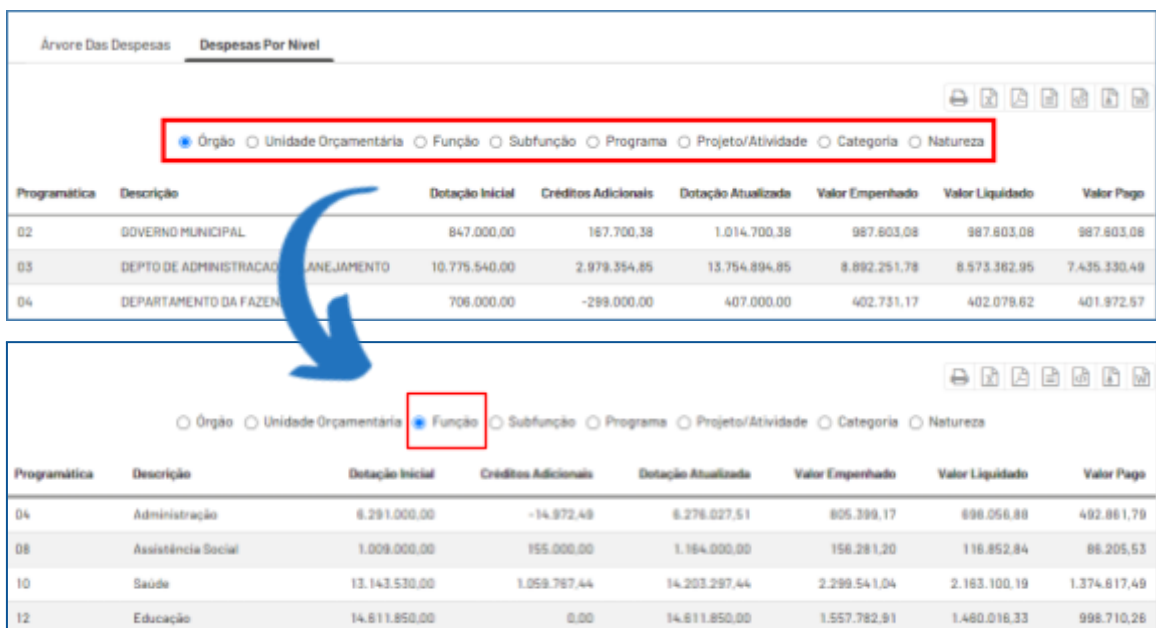 Árvore Das Despesas Despesas Por Nível
Órgão Unidade Orçamentária Função Subfunção Programa Projeto/Atividade Categoria Natureza
Programática Descrição Dotação Inicial Créditos Adicionais Dotação Atualizada Valor Empenhado Valor Liquidado Valor Pago
02 GOVERNO MUNICIPAL 847.000,00 167.700,38 1.014.700,38 987.603,08 987.603,08 987.603,08
03 DEPTO DE ADMINISTRACAO 10.775.540,00 2.979.354,85 13.754.894,85 8.892.251,78 8.573.362,95 7.435.330,49
04 DEPARTAMENTO DA 706.000,00 -299.000,00 407.000,00 402.731,17 402.079,62 401.972,57
Órgão Unidade Orçamentária Função Subfunção Programa Projeto/Atividade Categoria Natureza
Programática Descrição Dotação Inicial Créditos Adicionais Dotação Atualizada Valor Empenhado Valor Liquidado Valor Pago
04 Administração 6.291.000,00 -14.972,49 6.276.027,51 805.399,17 698.056,88 492.861,79
08 Assistência Social 1.009.000,00 155.000,00 1.164.000,00 156.281,20 116.852,84 86.205,53
10 Saúde 13.143.530,00 1.059.767,44 14.203.297,44 2.299.541,04 2.163.100,19 1.374.617,49
12 Educação 14.611.850,00 0,00 14.611.850,00 1.557.782,91 1.460.016,33 998.710,26